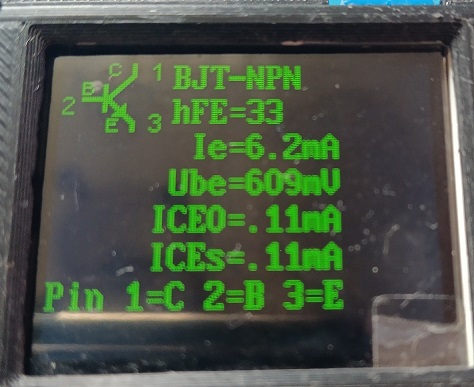 C 1 BJT-NPN
B
2 hFE=33
E 3
Ie=6.2mA
Ube=609mV
ICE0=.11mA
ICEs=.11mA
Pin 1=C 2=B 3=E